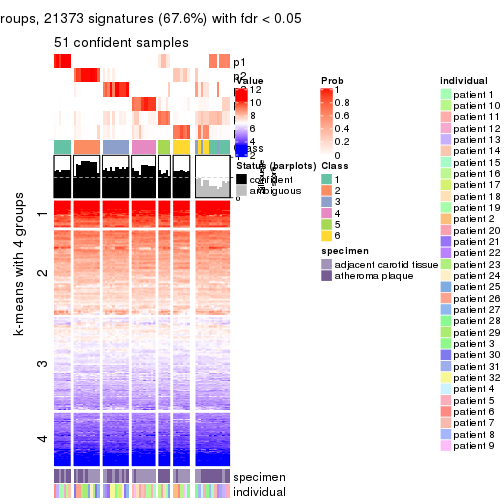 roups, 21373 signatures (67.6%) with fdr < 0.05
51 confident samples
p1
p2
Value
12
10
8
6
4
2
Prob
1
0.8
0.6
0.4
0.2
0
Status (barplots)
confident
ambiguous
Class
1
2
3
4
5
6
specimen
adjacent carotid tissue
atheroma plaque
individual
patient 1
patient 10
patient 11
patient 12
patient 13
patient 14
patient 15
patient 16
patient 17
patient 18
patient 19
patient 2
patient 20
patient 21
patient 22
patient 23
patient 24
patient 25
patient 26
patient 27
patient 28
patient 29
patient 3
patient 30
patient 31
patient 32
patient 4
patient 5
patient 6
patient 7
patient 8
patient 9
k-means with 4 groups
1
2
3
4
specimen
individual